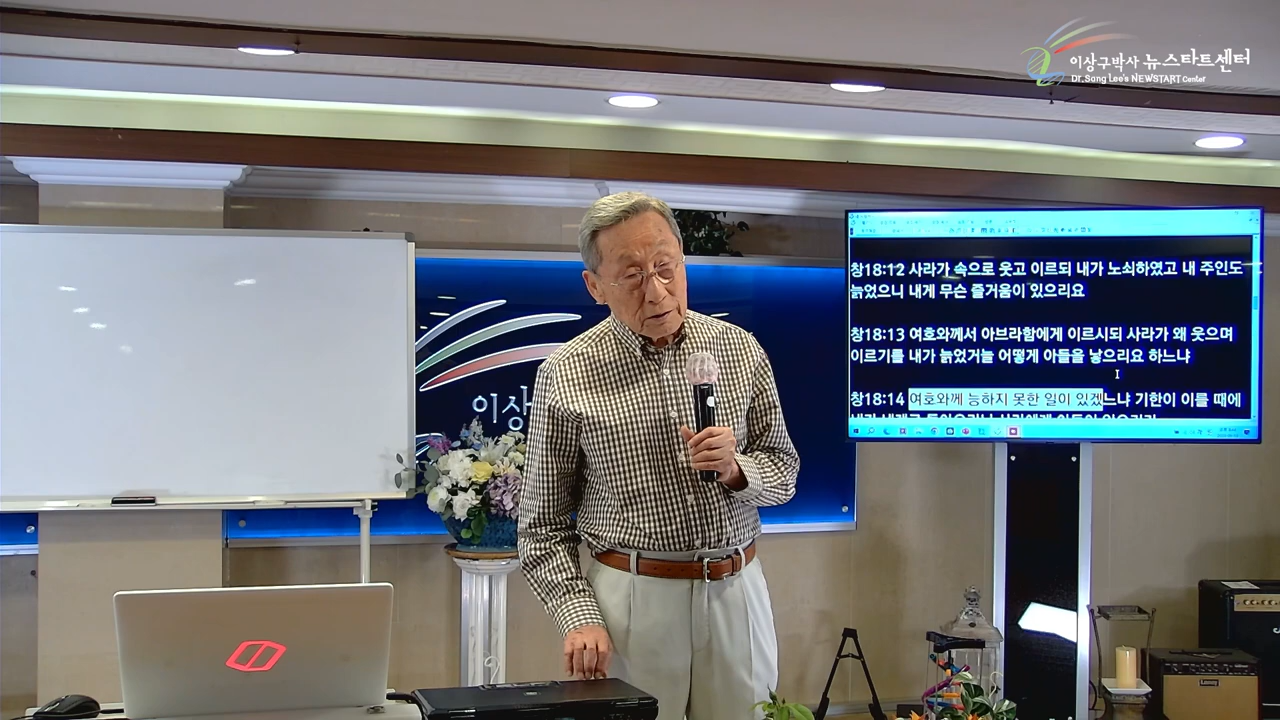 이상구박사 뉴스타트센터
Dr. Sang Lee's NEWSTART Center
창18:12 사라가 속으로 웃고 이르되 내가 노쇠하였고 내 주인도
늙었으니 내게 무슨 즐거움이 있으리요
창18:13 여호와께서 아브라함에게 이르시되 사라가 왜 웃으며
이르기를 내가 늙었거늘 어떻게 아들을 낳으리요 하느냐
창18:14 여호와께 능하지 못한 일이 있겠느냐 기한이 이를 때에
이상
Laney